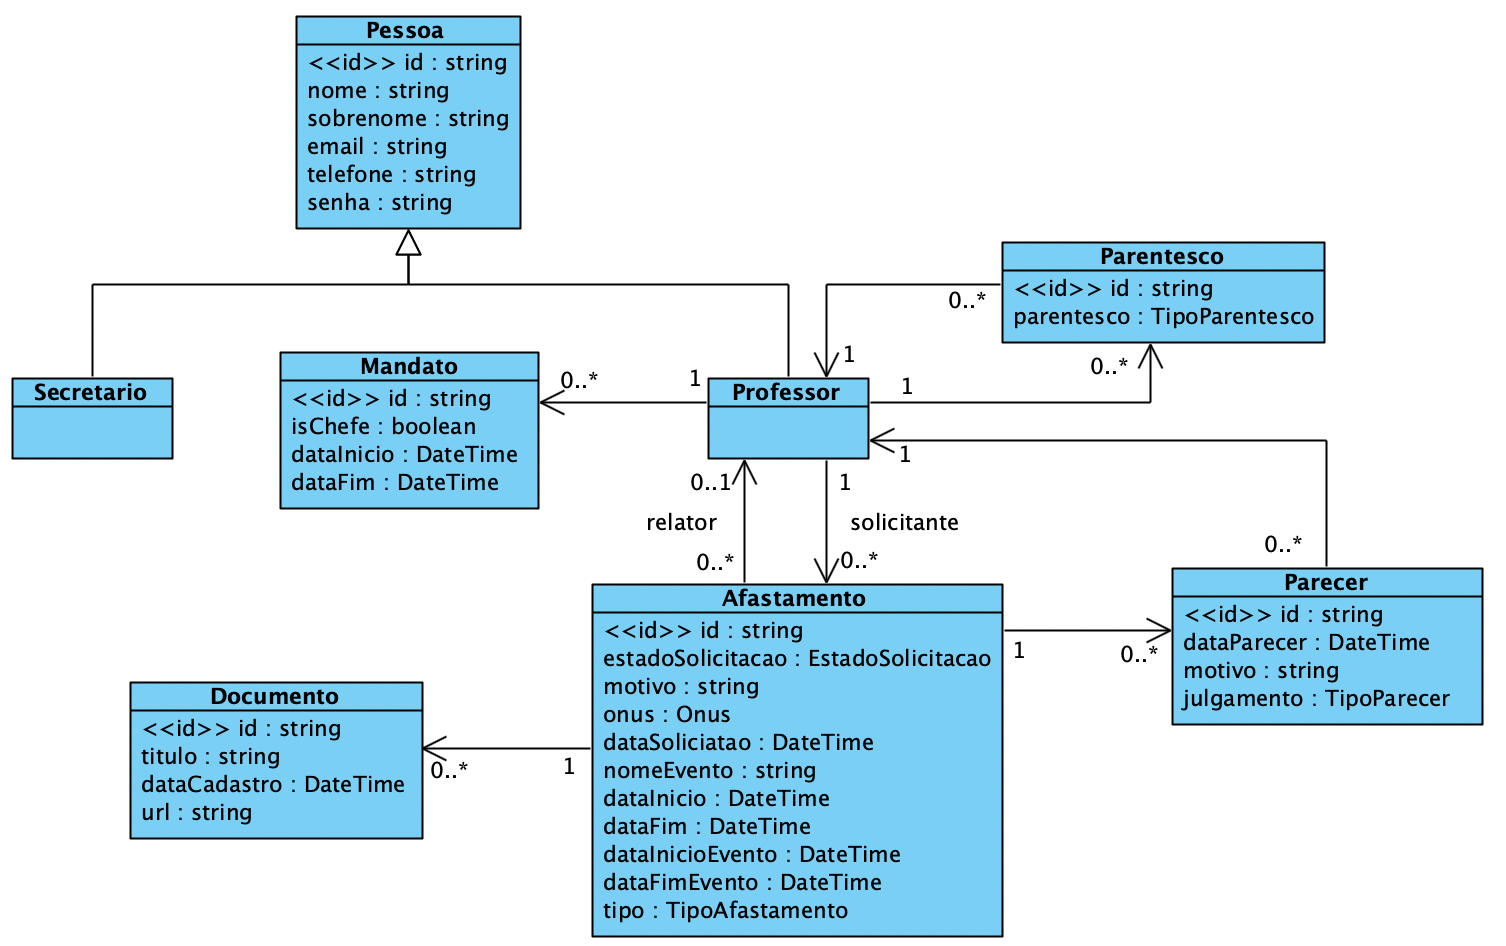 Pessoa
<<id>> id : string
nome : string
sobrenome : string
email : string
telefone : string
senha : string
Parentesco
<<id>> id : string
parentesco : TipoParentesco
0..*
1
0..*
1
Secretario
Mandato
<<id>> id : string
isChefe : boolean
dataInicio : DateTime
dataFim : DateTime
0..*
1
Professor
1
0..*
0..1
relator
0..*
1
solicitante
0..*
Afastamento
<<id>> id : string
estadoSolicitacao : EstadoSolicitacao
motivo : string
onus : Onus
dataSoliciatao : DateTime
nomeEvento : string
dataInicio : DateTime
dataFim : DateTime
dataInicioEvento : DateTime
dataFimEvento : DateTime
tipo : TipoAfastamento
1
0..*
Parecer
<<id>> id : string
dataParecer : DateTime
motivo : string
julgamento : TipoParecer
Documento
<<id>> id : string
titulo : string
dataCadastro : DateTime
url : string
0..*
1